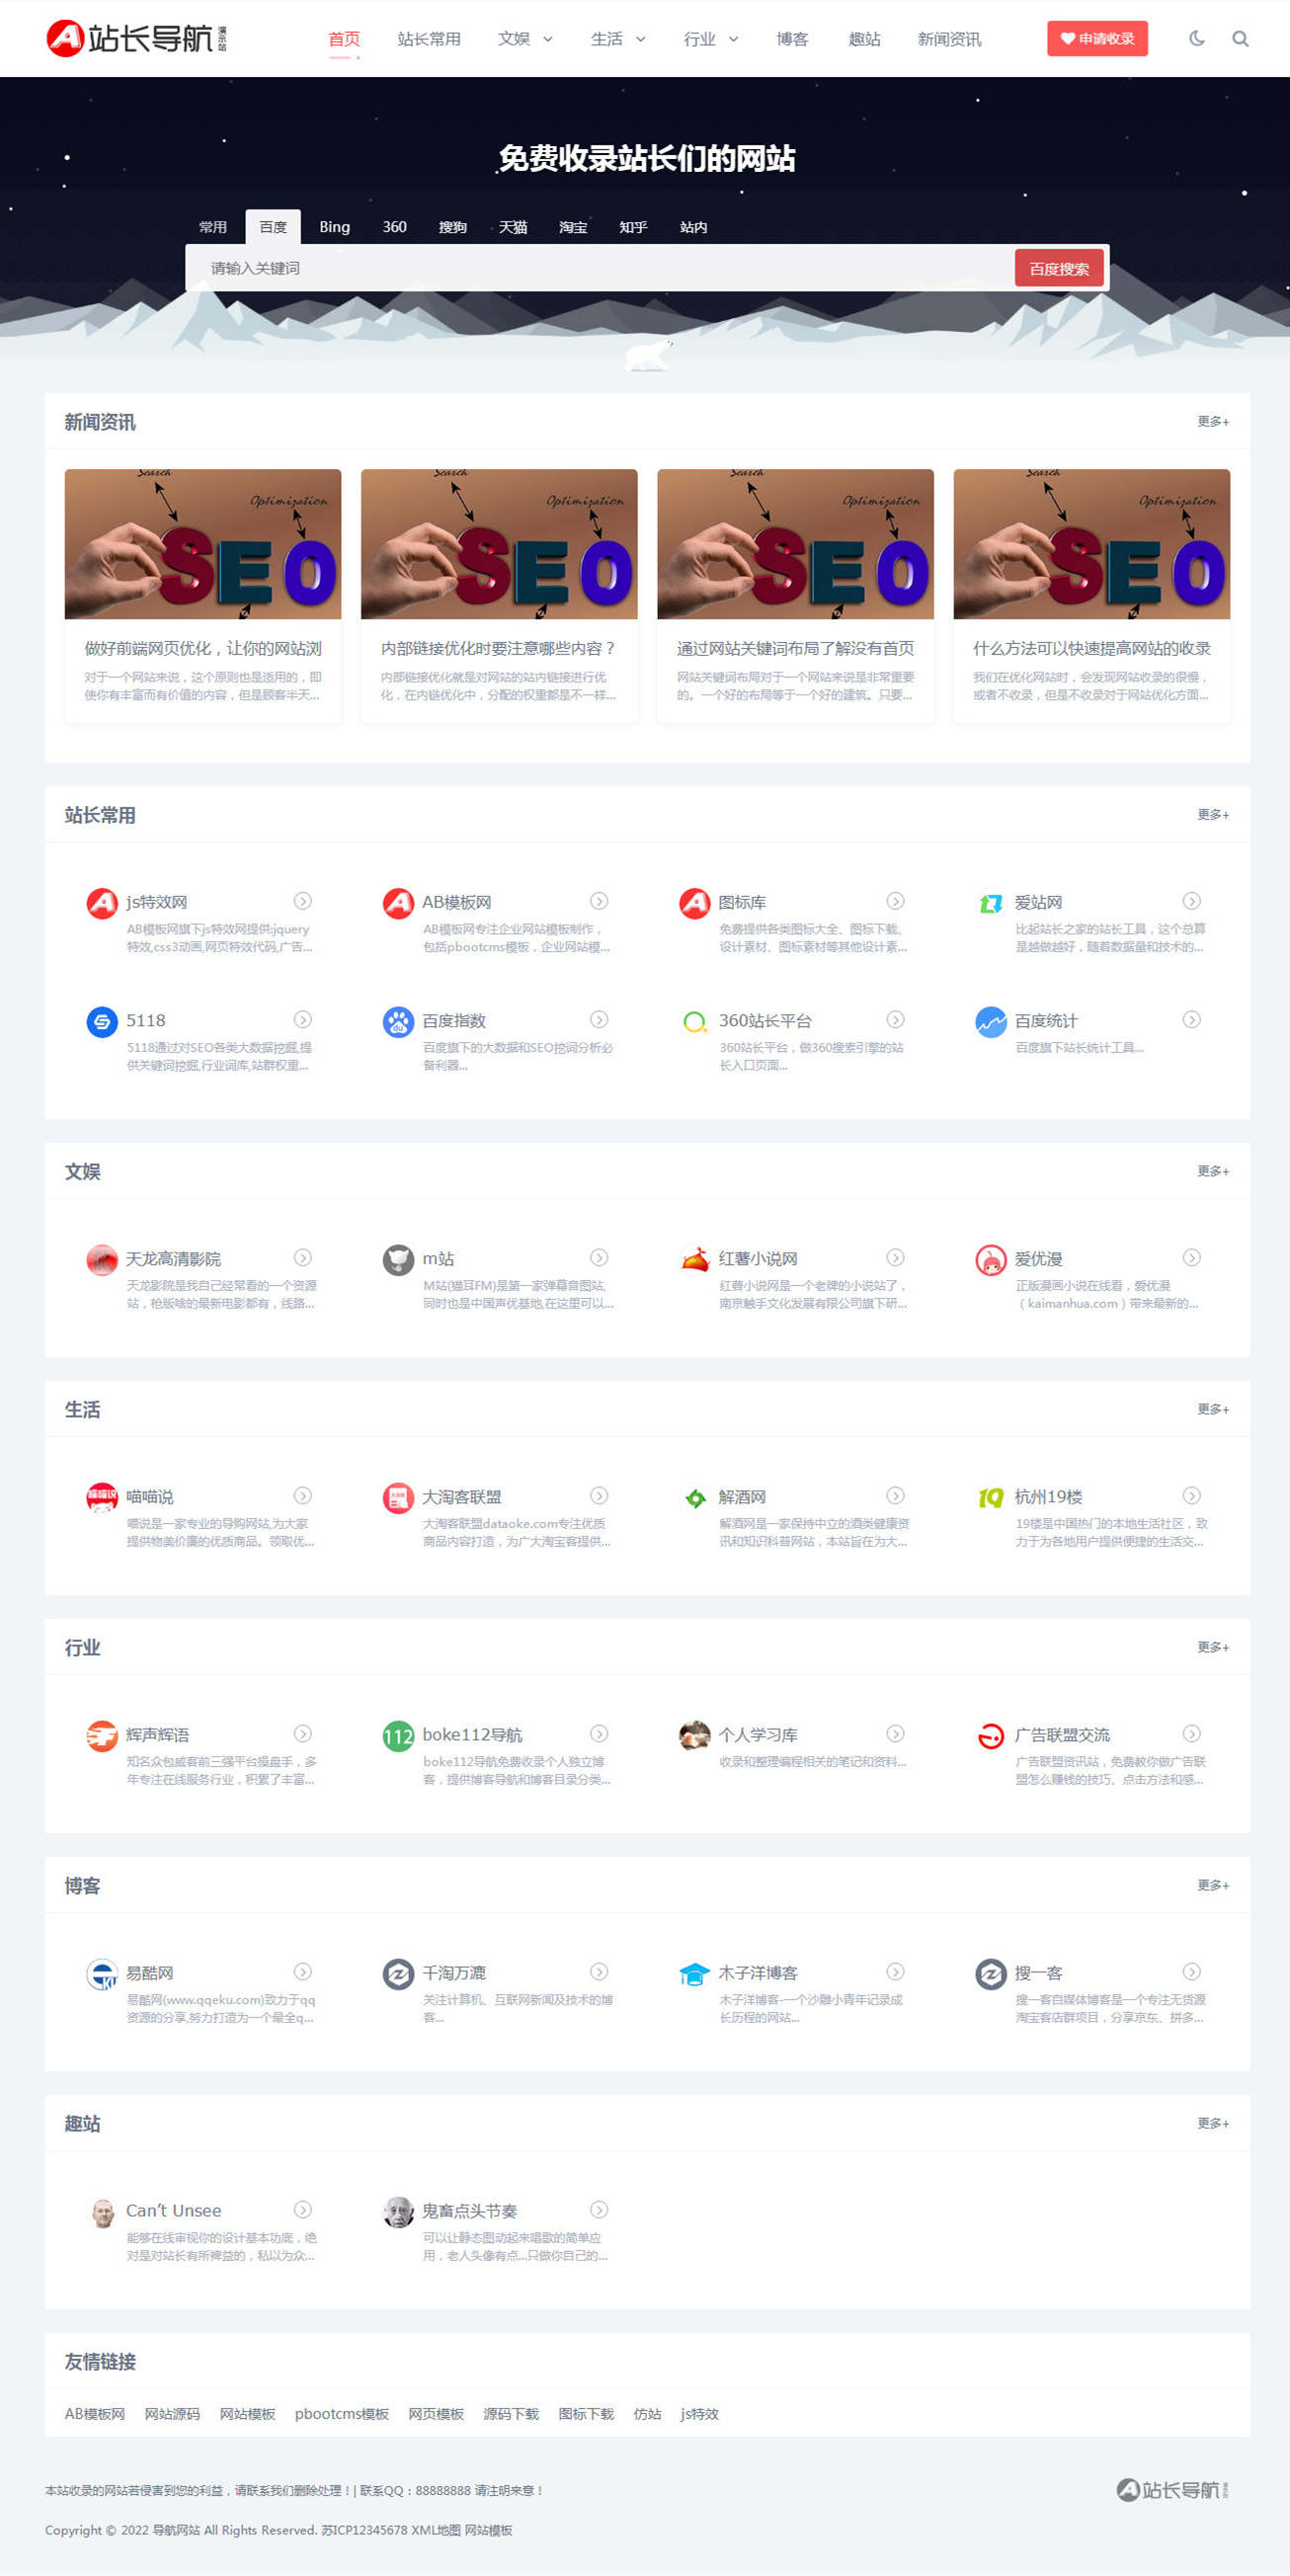 站长导航 演示站
首页 站长常用 文娱 生活 行业 博客 趣站 新闻资讯 申请收录
免费收录站长们的网站
常用 百度 Bing 360 搜狗 天猫 淘宝 知乎 站内
请输入关键词 百度搜索
新闻资讯 更多+
Search Search Search Search
Optimization Optimization Optimization Optimization
SEO SEO SEO SEO
做好前端网页优化，让你的网站浏 内部链接优化时要注意哪些内容？ 通过网站关键词布局了解没有首页 什么方法可以快速提高网站的收录
对于一个网站来说，这个原则也是适用的，即 内部链接优化就是对网站的站内链接进行优 网站关键词布局对于一个网站来说是非常重要 我们在优化网站时，会发现网站收录的很慢，
使你有丰富而有价值的内容，但是顾客半天... 化，在内链优化中，分配的权重都是不一样... 的。一个好的布局等于一个好的建筑。只要... 或者不收录，但是不收录对于网站优化方面...
站长常用 更多+
js特效网 AB模板网 图标库 爱站网
AB模板网旗下js特效网提供:jquery AB模板网专注企业网站模板制作， 免费提供各类图标大全、图标下载、 比起站长之家的站长工具，这个总算
特效,css3动画,网页特效代码,广告... 包括pbootcms模板，企业网站模... 设计素材、图标素材等其他设计素... 是越做越好，随着数据量和技术的...
5118 百度指数 360站长平台 百度统计
5118通过对SEO各类大数据挖掘,提 百度旗下的大数据和SEO挖词分析必 360站长平台，做360搜索引擎的站 百度旗下站长统计工具...
供关键词挖掘,行业词库,站群权重... 备利器... 长入口页面...
文娱 更多+
天龙高清影院 m站 红薯小说网 爱优漫
天龙影院是我自己经常看的一个资源 M站(猫耳FM)是第一家弹幕音图站, 红薯小说网是一个老牌的小说站了， 正版漫画小说在线看，爱优漫
站，枪版啥的最新电影都有，线路... 同时也是中国声优基地,在这里可以... 南京触手文化发展有限公司旗下研... （kaimanhua.com）带来最新的...
生活 更多+
喵喵说 大淘客联盟 解酒网 杭州19楼
喵说是一家专业的导购网站,为大家 大淘客联盟dataoke.com专注优质 解酒网是一家保持中立的酒类健康资 19楼是中国热门的本地生活社区，致
提供物美价廉的优质商品。领取优... 商品内容打造，为广大淘宝客提供... 讯和知识科普网站，本站旨在为大... 力于为各地用户提供便捷的生活交...
行业 更多+
辉声辉语 boke112导航 个人学习库 广告联盟交流
知名众包威客前三强平台操盘手，多 boke112导航免费收录个人独立博 收录和整理编程相关的笔记和资料... 广告联盟资讯站，免费教你做广告联
年专注在线服务行业，积累了丰富... 客，提供博客导航和博客目录分类... 盟怎么赚钱的技巧、点击方法和感...
博客 更多+
易酷网 千淘万漉 木子洋博客 搜一客
易酷网(www.qqeku.com)致力于qq 关注计算机、互联网新闻及技术的博 木子洋博客-一个沙雕小青年记录成 搜一客自媒体博客是一个专注无货源
资源的分享,努力打造为一个最全q... 客... 长历程的网站... 淘宝客店群项目，分享京东、拼多...
趣站 更多+
Can't Unsee 鬼畜点头节奏
能够在线审视你的设计基本功底，绝 可以让静态图动起来唱歌的简单应
对是对站长有所裨益的，私以为众... 用，老人头像有点...只做你自己的...
友情链接
AB模板网 网站源码 网站模板 pbootcms模板 网页模板 源码下载 图标下载 仿站 js特效
本站收录的网站若侵害到您的利益，请联系我们删除处理！| 联系QQ：88888888 请注明来意！ 站长导航
Copyright © 2022 导航网站 All Rights Reserved. 苏ICP12345678 XML地图 网站模板